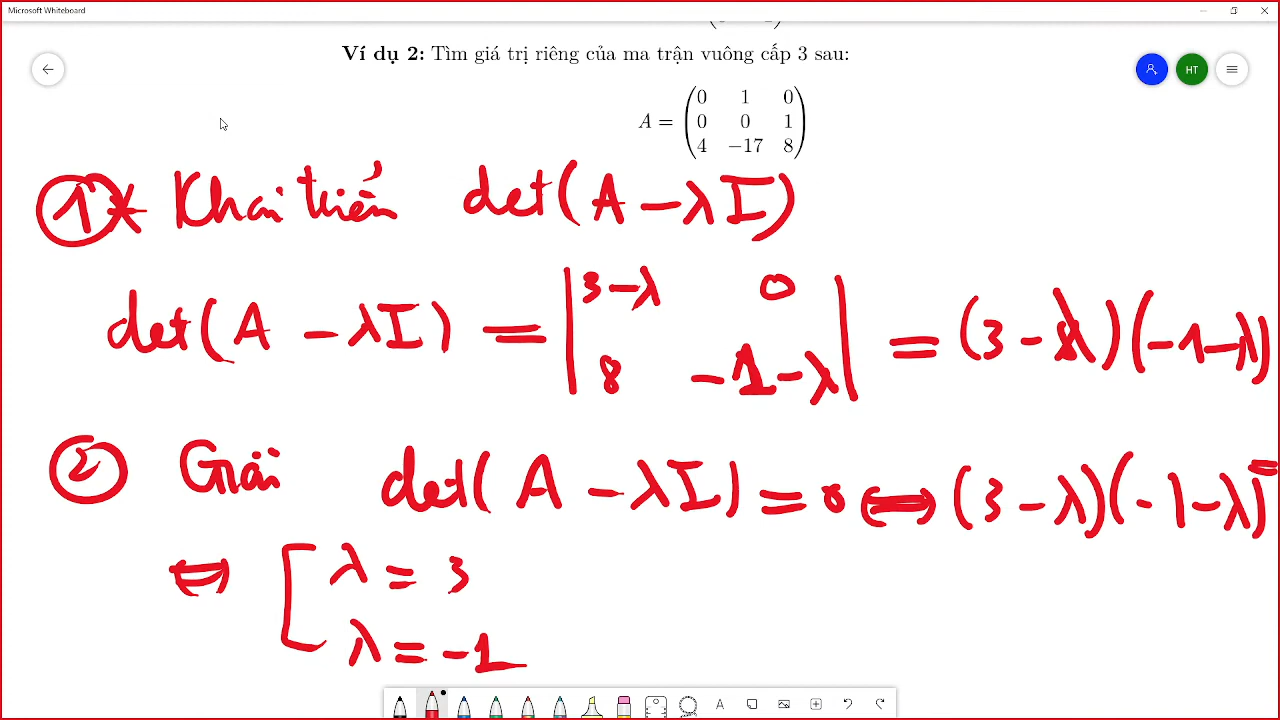 Microsoft Whiteboard
Ví dụ 2: Tìm giá trị riêng của ma trận vuông cấp 3 sau:
HT
0 1 0
A = 0 0 1
4 −17 8
① * Khai triển det(A − λI)
det(A − λI) = | 3−λ 0 | = (3 − λ)(−1−λ)
8 −1−λ
② Giải det(A − λI) = 0 ⟺ (3 − λ)(−1−λ) =
⟺ [ λ = 3
λ = −1
A